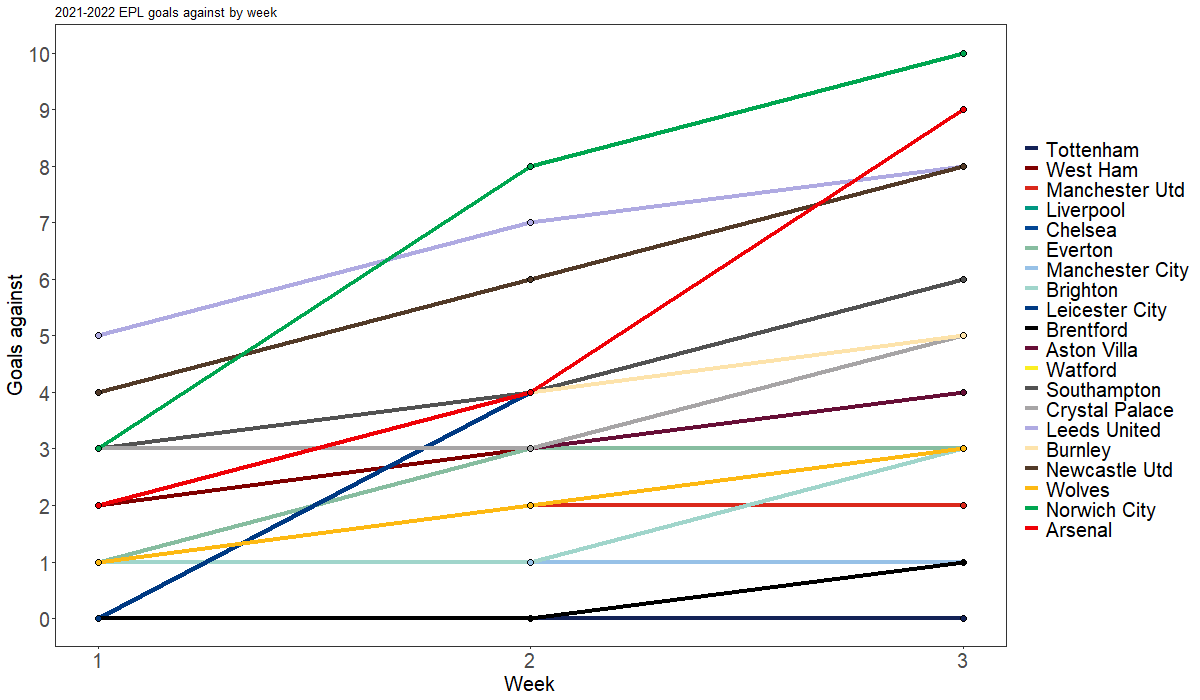 2021-2022 EPL goals against by week
Goals against
10
9
8
7
6
5
4
3
2
1
0
1
2
3
Week
Tottenham
West Ham
Manchester Utd
Liverpool
Chelsea
Everton
Manchester City
Brighton
Leicester City
Brentford
Aston Villa
Watford
Southampton
Crystal Palace
Leeds United
Burnley
Newcastle Utd
Wolves
Norwich City
Arsenal